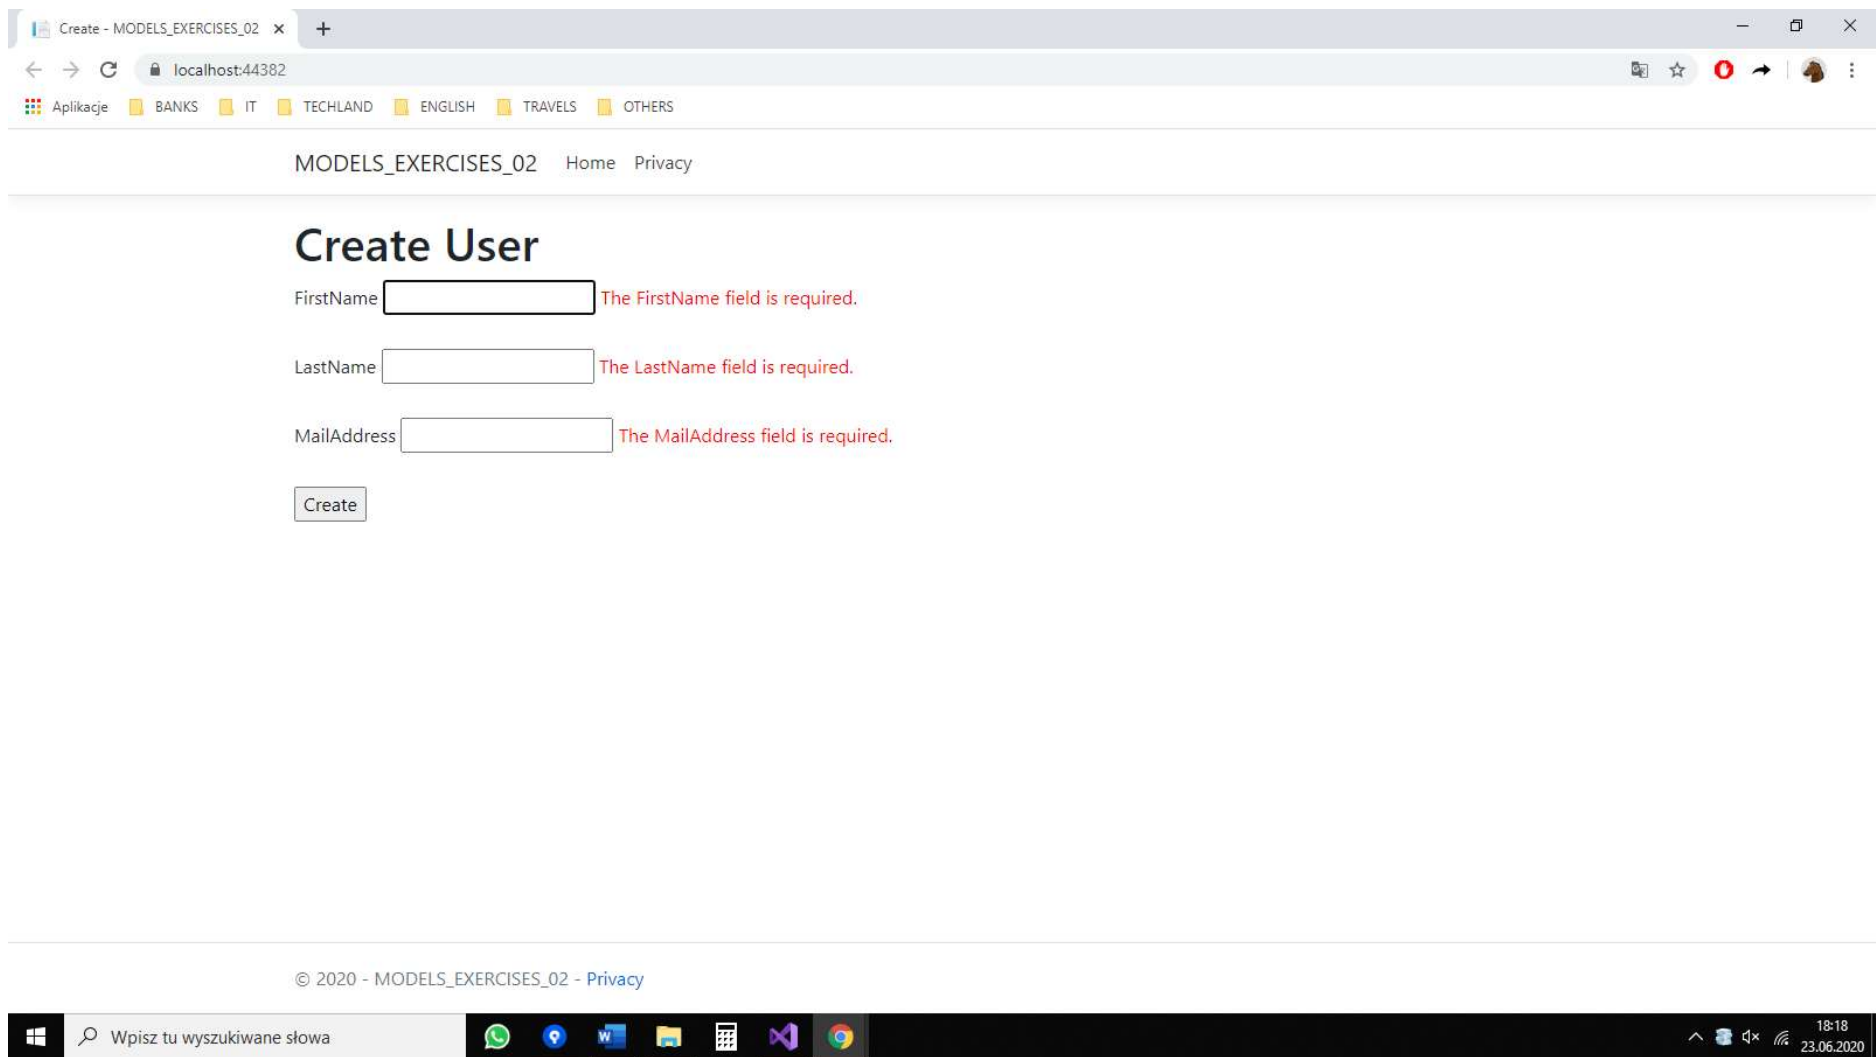 Create - MODELS_EXERCISES_02
localhost:44382
Aplikacje BANKS IT TECHLAND ENGLISH TRAVELS OTHERS
MODELS_EXERCISES_02 Home Privacy
Create User
FirstName The FirstName field is required.
LastName The LastName field is required.
MailAddress The MailAddress field is required.
Create
© 2020 - MODELS_EXERCISES_02 - Privacy
Wpisz tu wyszukiwane słowa
18:18
23.06.2020